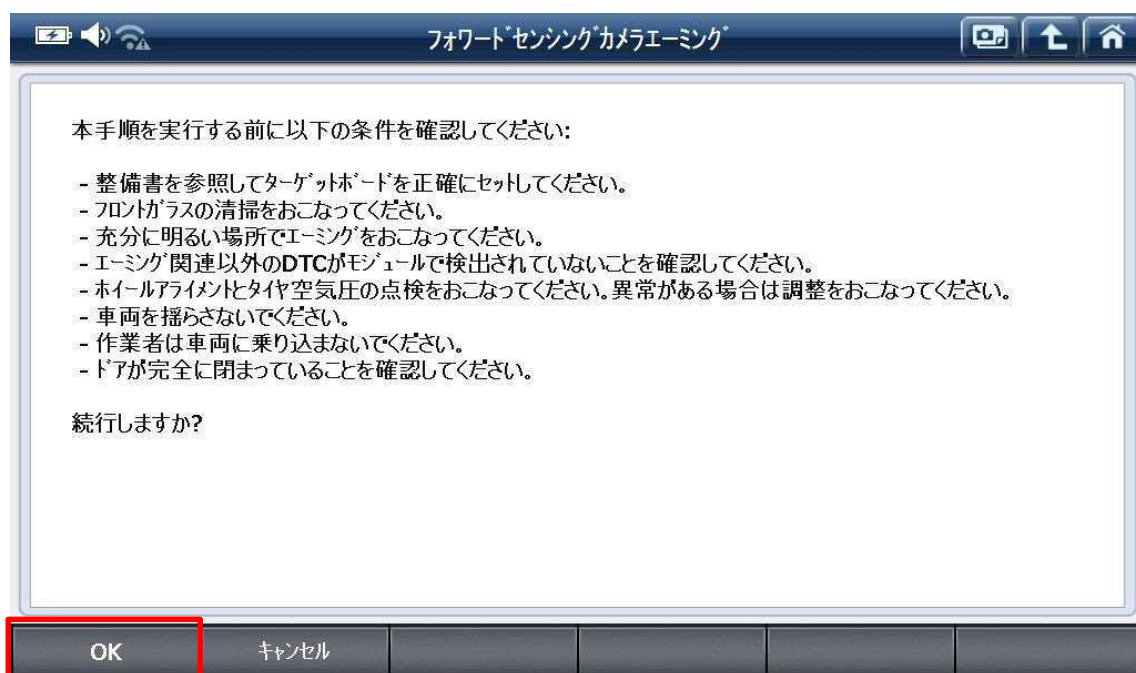 フォワードセンシングカメラエーミング
本手順を実行する前に以下の条件を確認してください:
- 整備書を参照してターゲットボードを正確にセットしてください。
- フロントガラスの清掃をおこなってください。
- 充分に明るい場所でエーミングをおこなってください。
- エーミング関連以外のDTCがモジュールで検出されていないことを確認してください。
- ホイールアライメントとタイヤ空気圧の点検をおこなってください。異常がある場合は調整をおこなってください。
- 車両を揺らさないでください。
- 作業者は車両に乗り込まないでください。
- ドアが完全に閉まっていることを確認してください。
続行しますか?
OK キャンセル